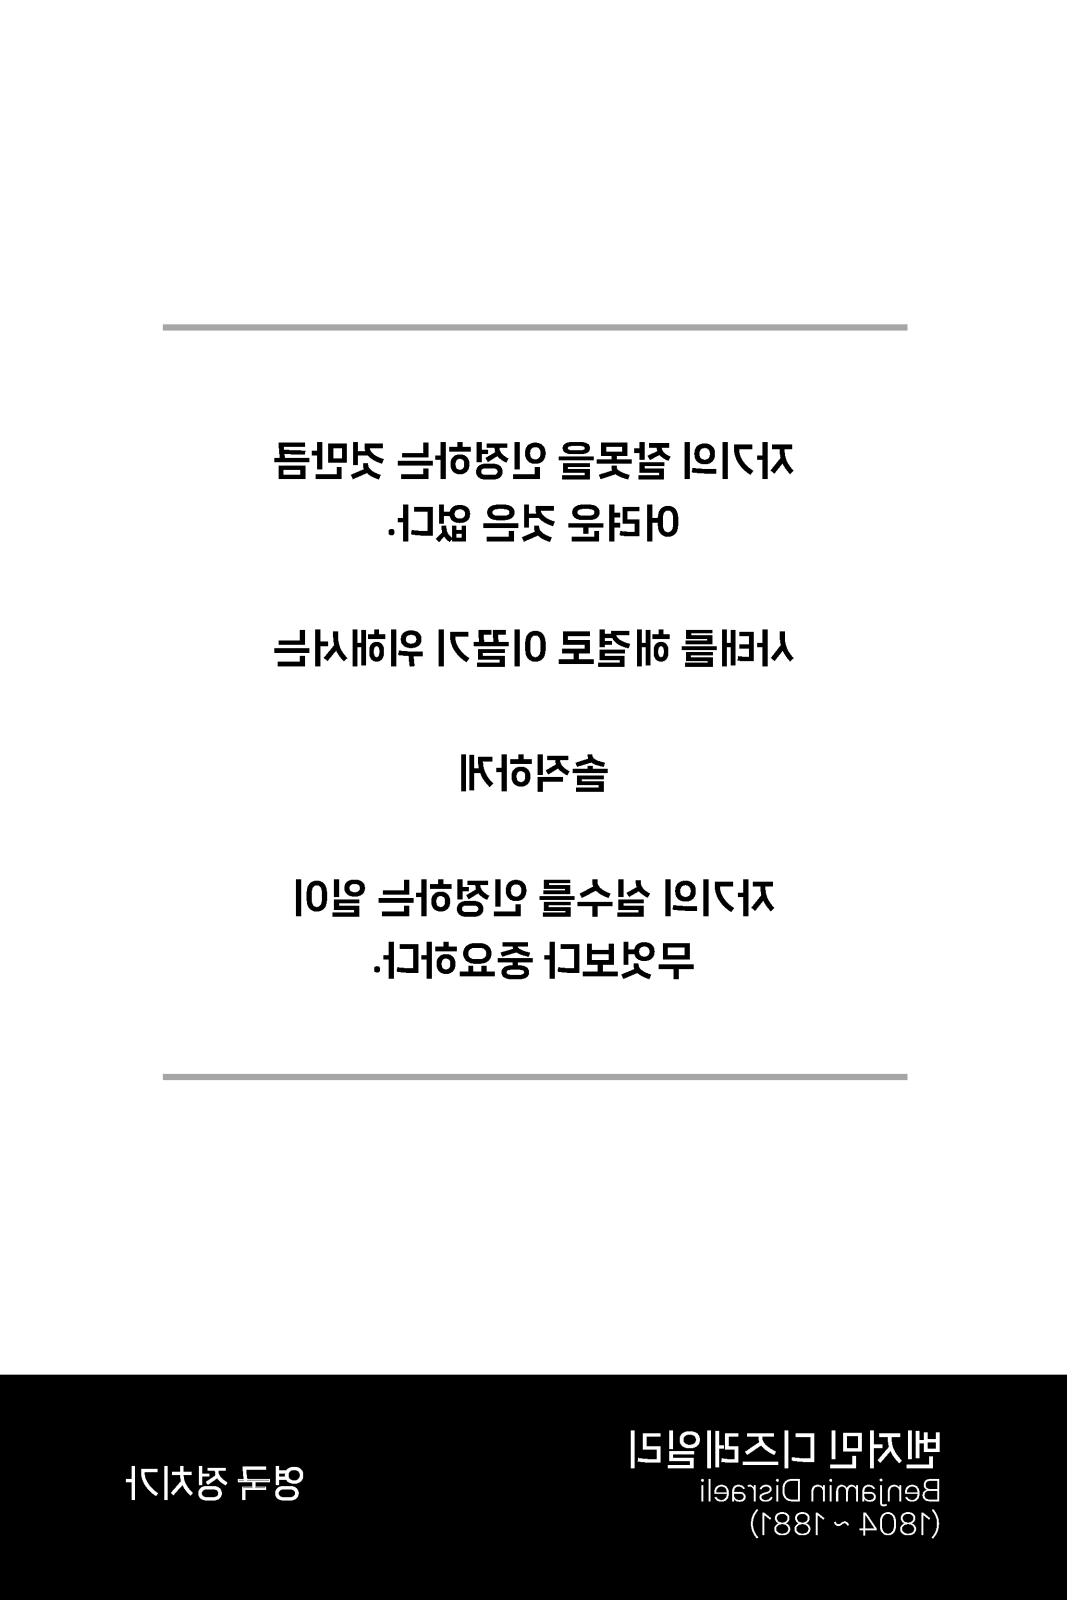 자기의 잘못을 인정하는 것만큼
어려운 것은 없다.
사태를 해결로 이끌기 위해서는
솔직하게
자기의 실수를 인정하는 일이
무엇보다 중요하다.
벤저민 디즈레일리
Benjamin Disraeli
(1804 ~ 1881)
영국 정치가